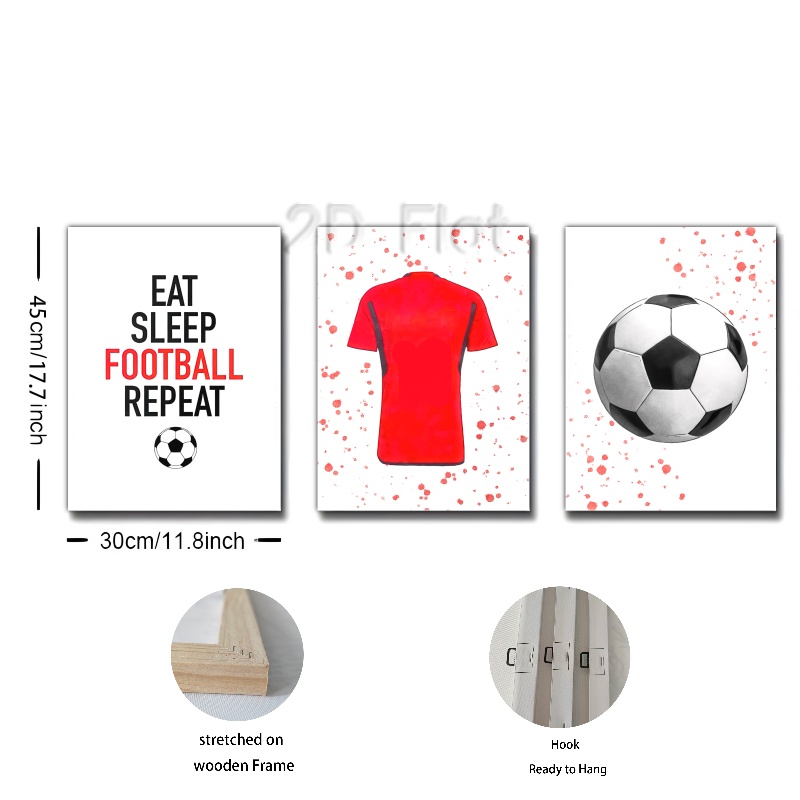 2D Flat
EAT
SLEEP
FOOTBALL
REPEAT
45cm/17.7inch
30cm/11.8inch
stretched on
wooden Frame
Hook
Ready to Hang